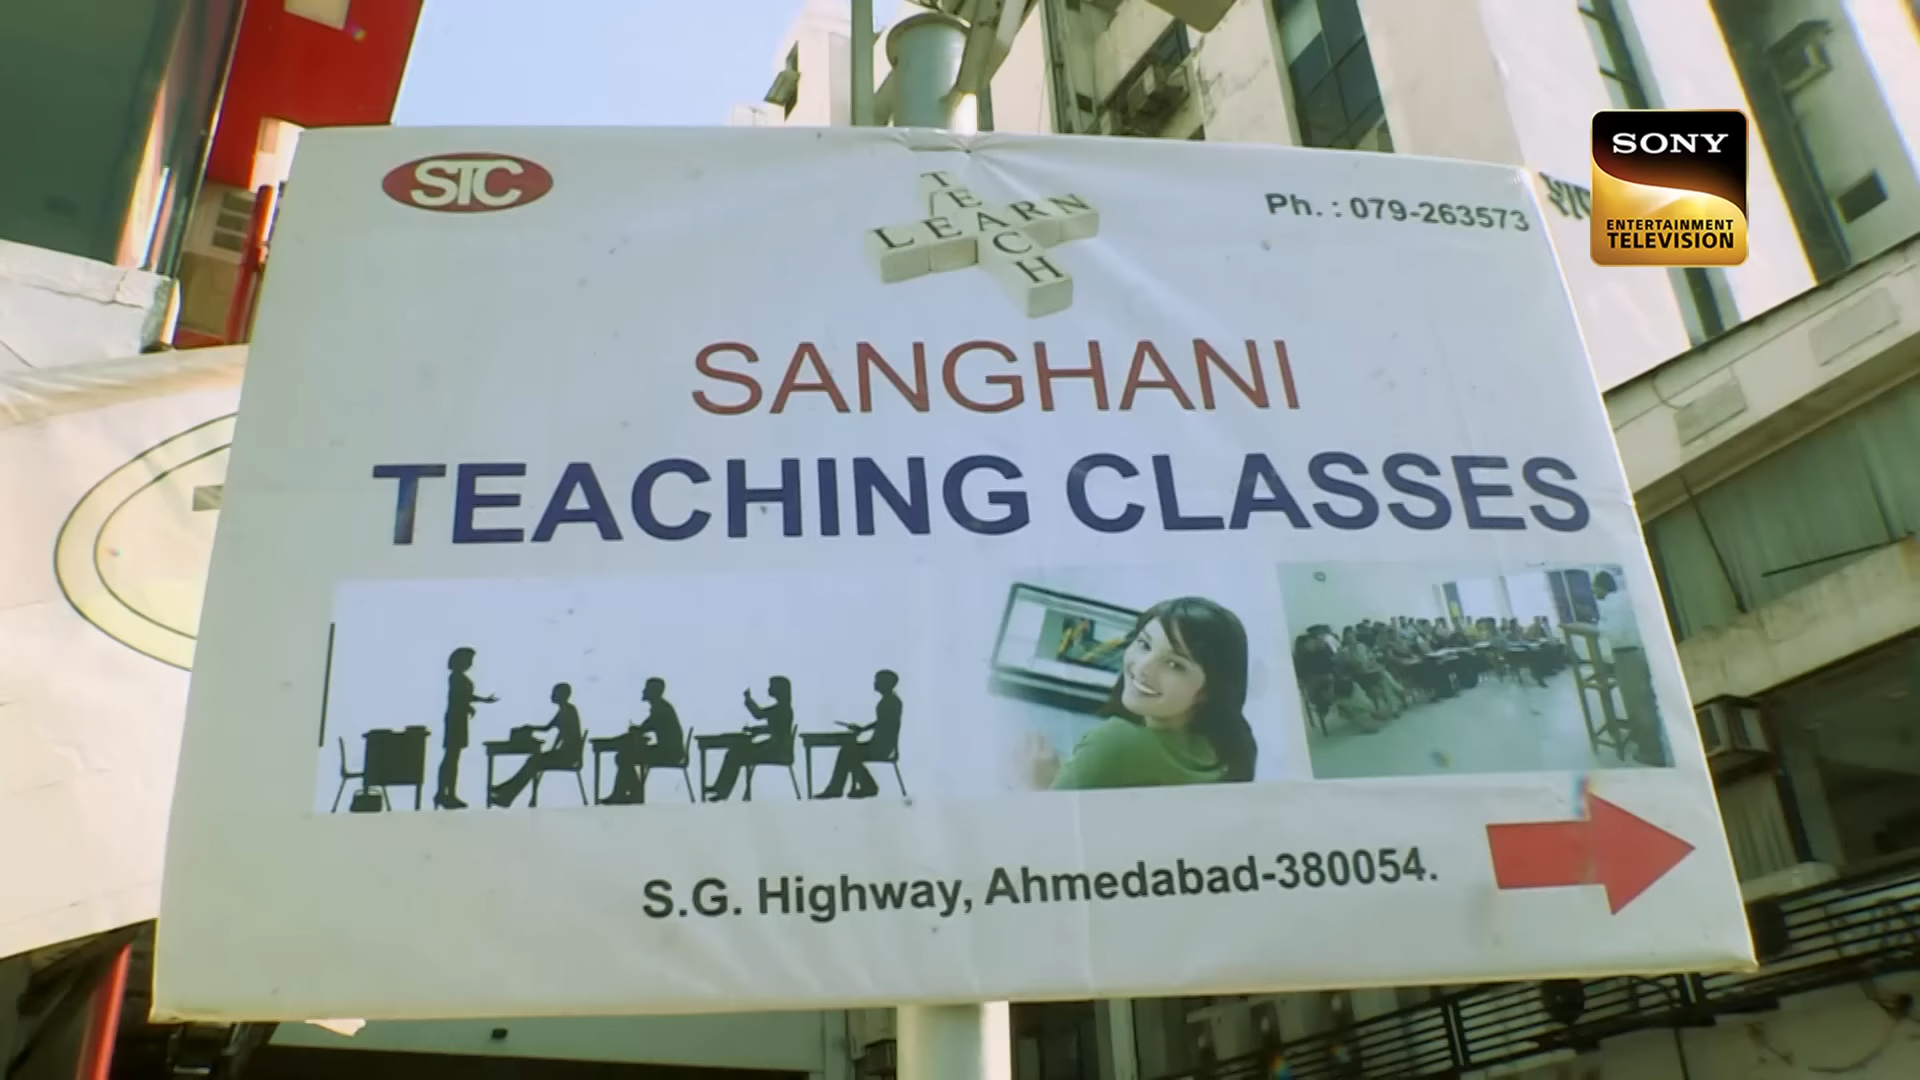 STC
TEACH
LEARN
Ph. : 079-263573
SONY
ENTERTAINMENT
TELEVISION
SANGHANI
TEACHING CLASSES
S.G. Highway, Ahmedabad-380054.